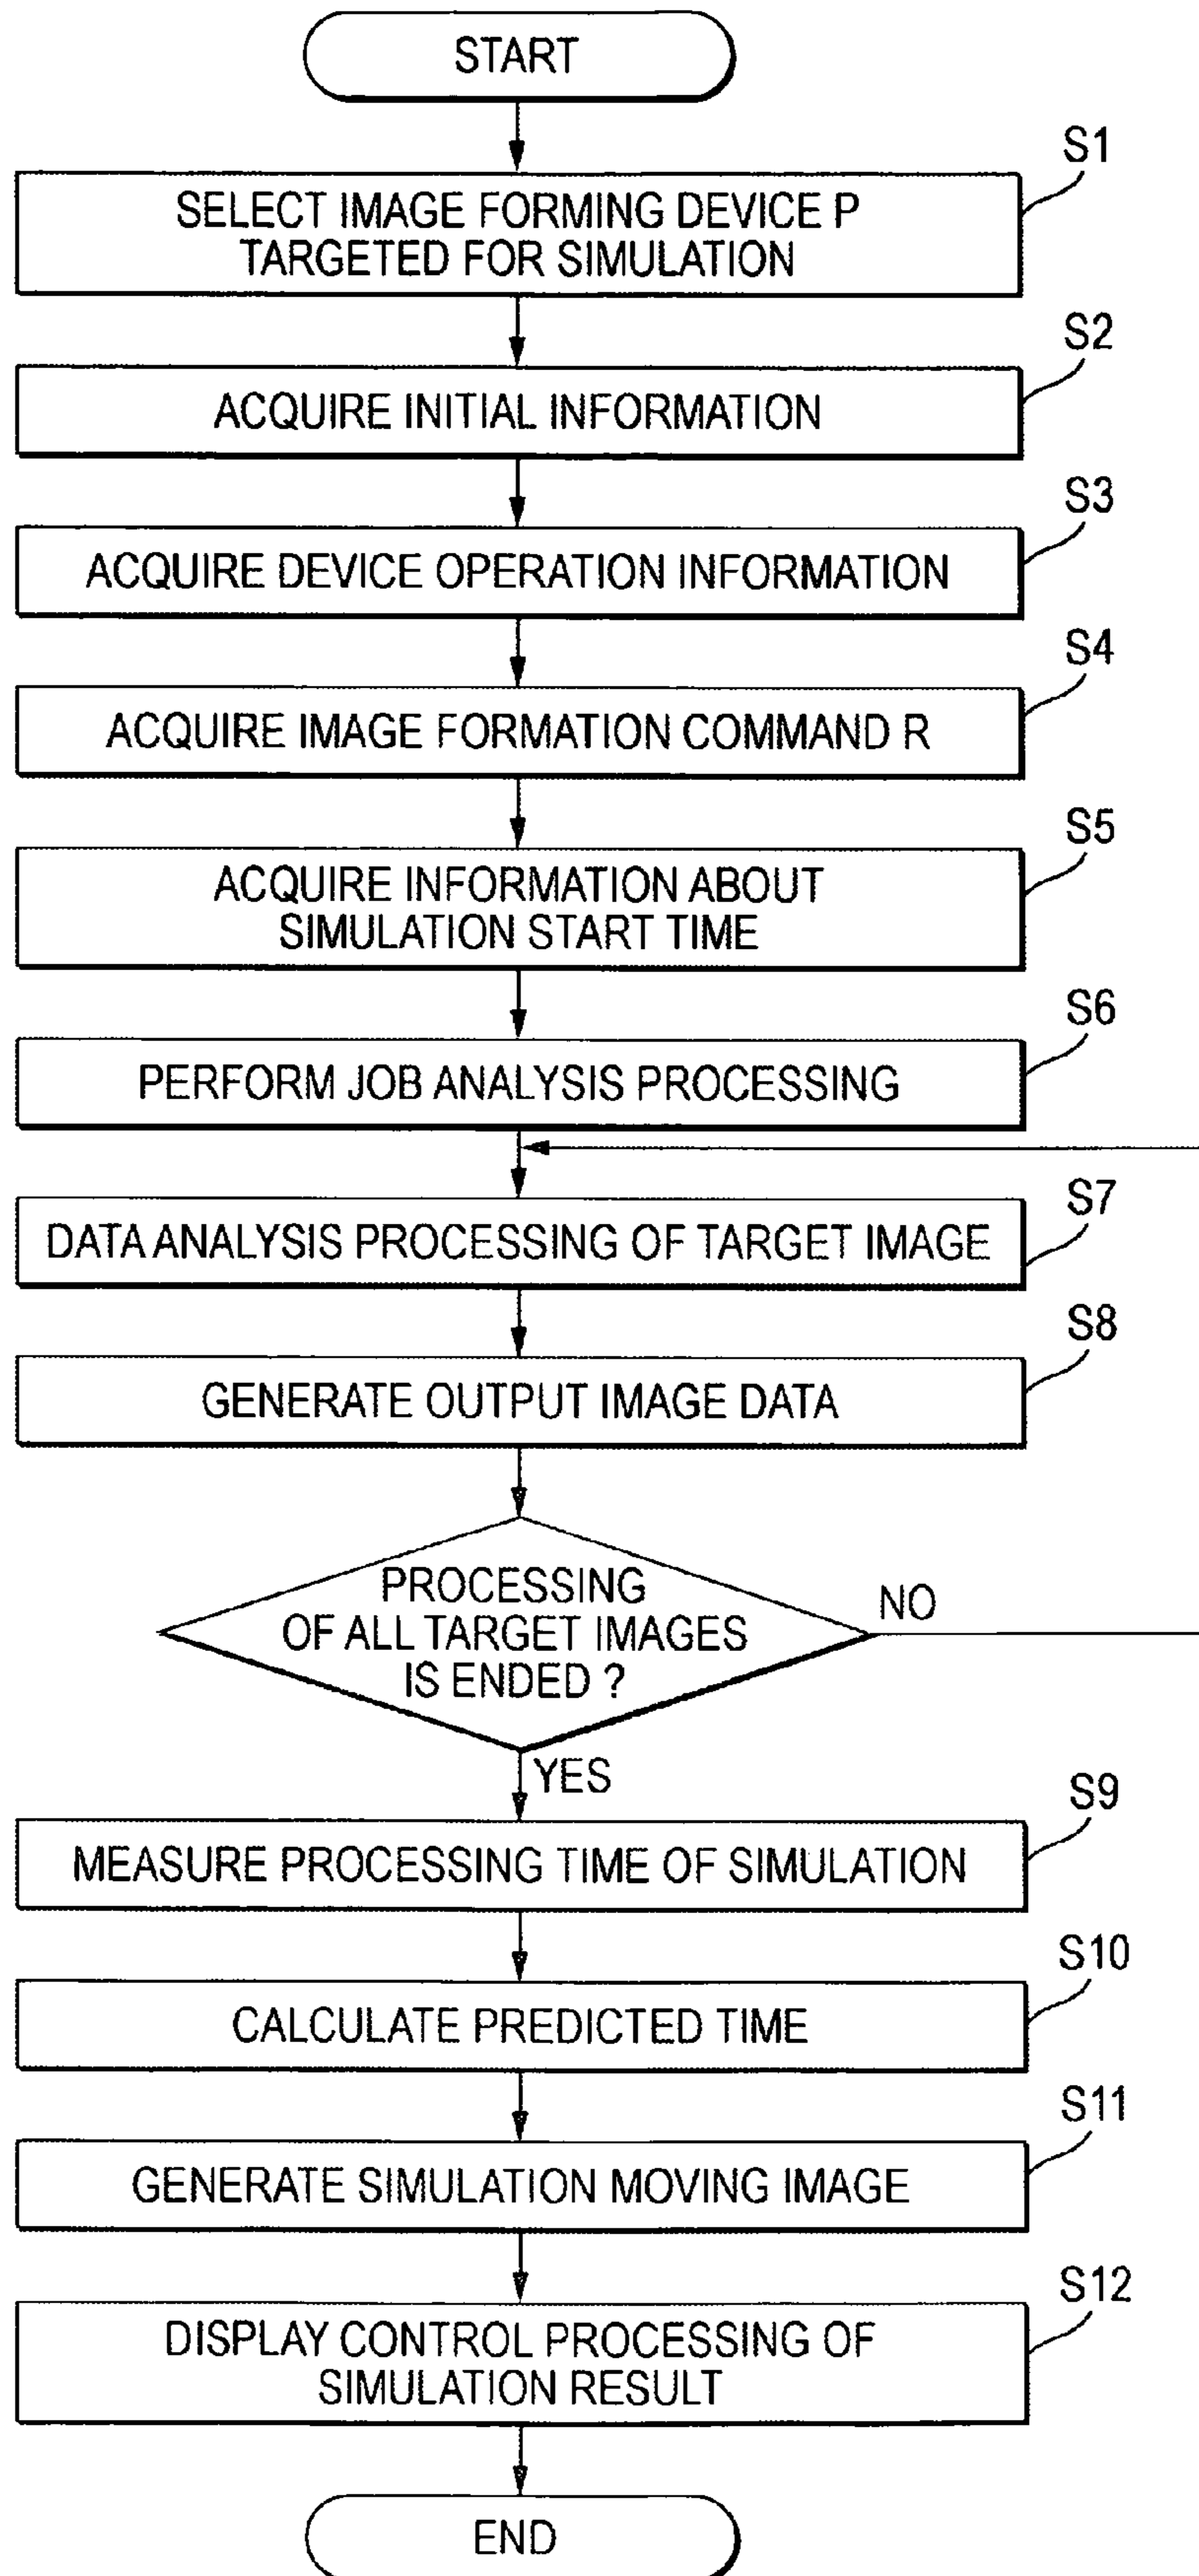 START
S1
SELECT IMAGE FORMING DEVICE P
TARGETED FOR SIMULATION
S2
ACQUIRE INITIAL INFORMATION
S3
ACQUIRE DEVICE OPERATION INFORMATION
S4
ACQUIRE IMAGE FORMATION COMMAND R
S5
ACQUIRE INFORMATION ABOUT
SIMULATION START TIME
S6
PERFORM JOB ANALYSIS PROCESSING
S7
DATA ANALYSIS PROCESSING OF TARGET IMAGE
S8
GENERATE OUTPUT IMAGE DATA
PROCESSING
OF ALL TARGET IMAGES
IS ENDED ?
NO
YES
S9
MEASURE PROCESSING TIME OF SIMULATION
S10
CALCULATE PREDICTED TIME
S11
GENERATE SIMULATION MOVING IMAGE
S12
DISPLAY CONTROL PROCESSING OF
SIMULATION RESULT
END